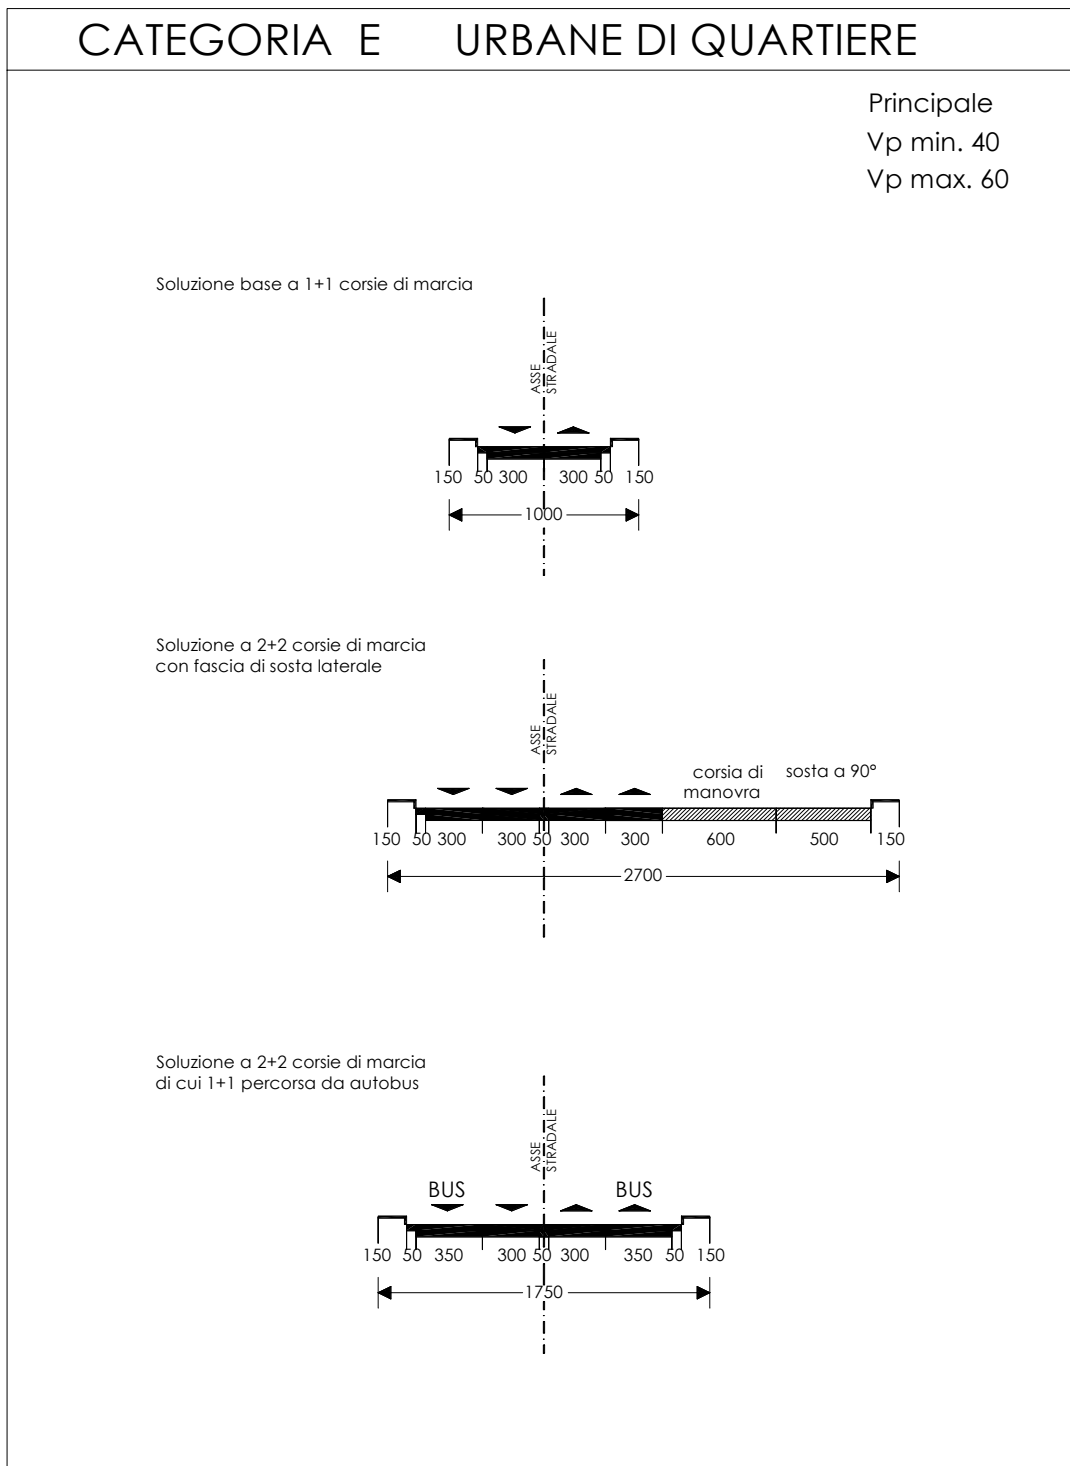 CATEGORIA E URBANE DI QUARTIERE
Principale
Vp min. 40
Vp max. 60
Soluzione base a 1+1 corsie di marcia
ASSE
STRADALE
150 50 300 300 50 150
1000
Soluzione a 2+2 corsie di marcia
con fascia di sosta laterale
ASSE
STRADALE
corsia di
manovra
sosta a 90°
150 50 300 300 50 300 300 600 500 150
2700
Soluzione a 2+2 corsie di marcia
di cui 1+1 percorsa da autobus
ASSE
STRADALE
BUS BUS
150 50 350 300 50 300 350 50 150
1750